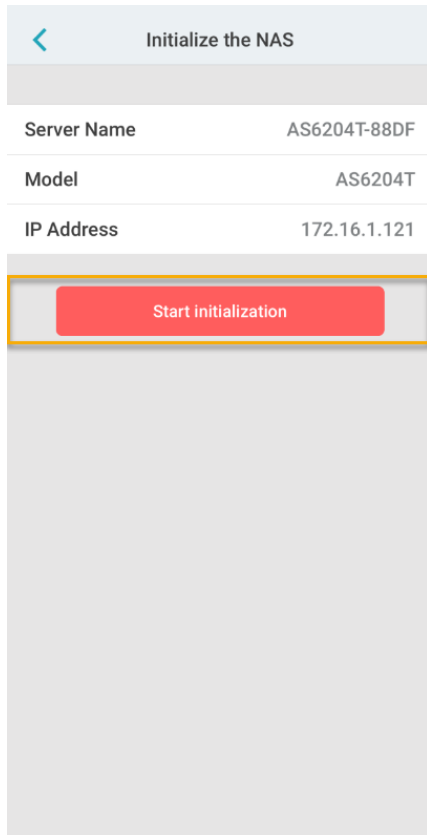 Initialize the NAS
Server Name AS6204T-88DF
Model AS6204T
IP Address 172.16.1.121
Start initialization